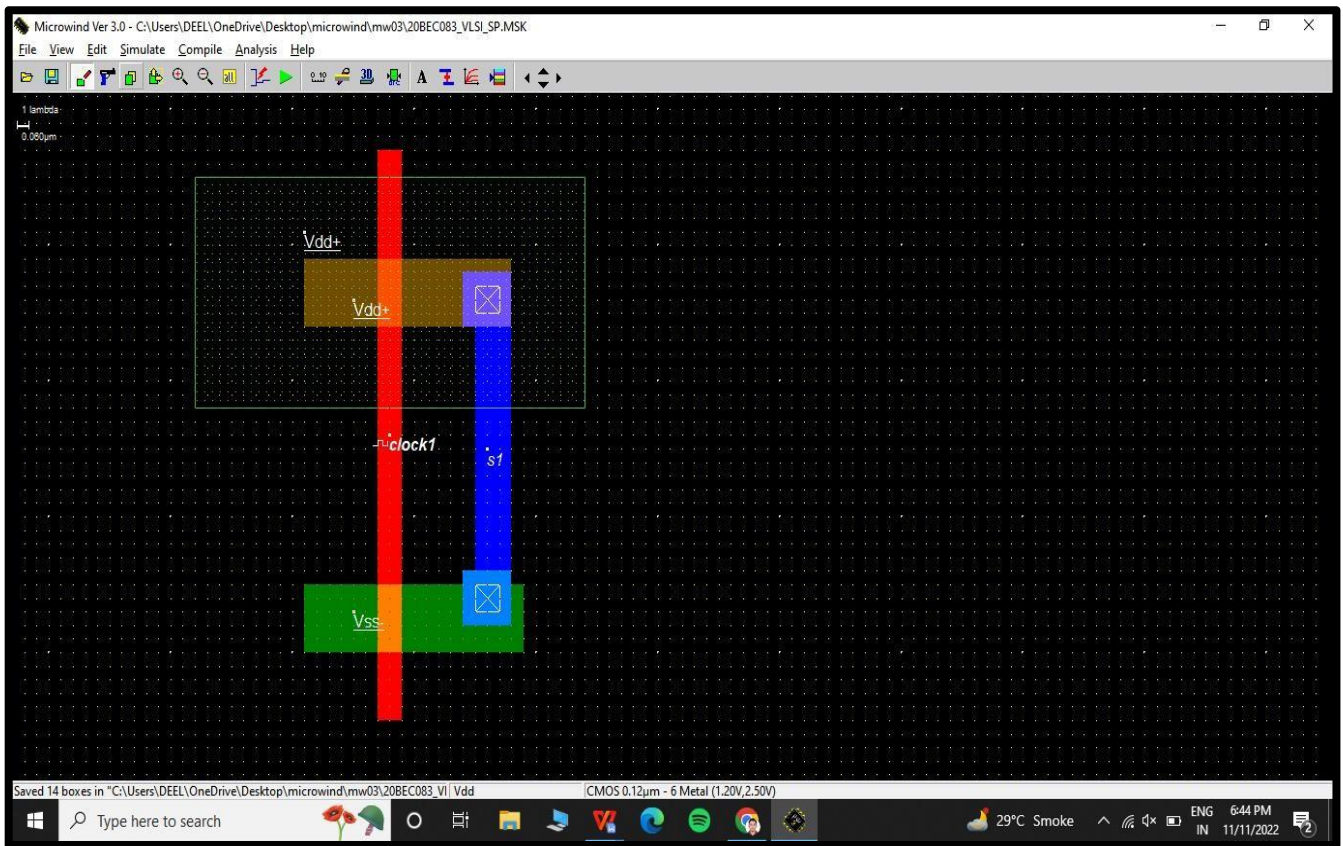 Microwind Ver 3.0 - C:\Users\DEEL\OneDrive\Desktop\microwind\mw03\20BEC083_VLSI_SP.MSK
File View Edit Simulate Compile Analysis Help
1 lambda
0.060µm
Vdd+
Vdd+
clock1
s1
Vss-
Saved 14 boxes in "C:\Users\DEEL\OneDrive\Desktop\microwind\mw03\20BEC083_VI Vdd CMOS 0.12µm - 6 Metal (1.20V,2.50V)
Type here to search 29°C Smoke ENG 6:44 PM
IN 11/11/2022